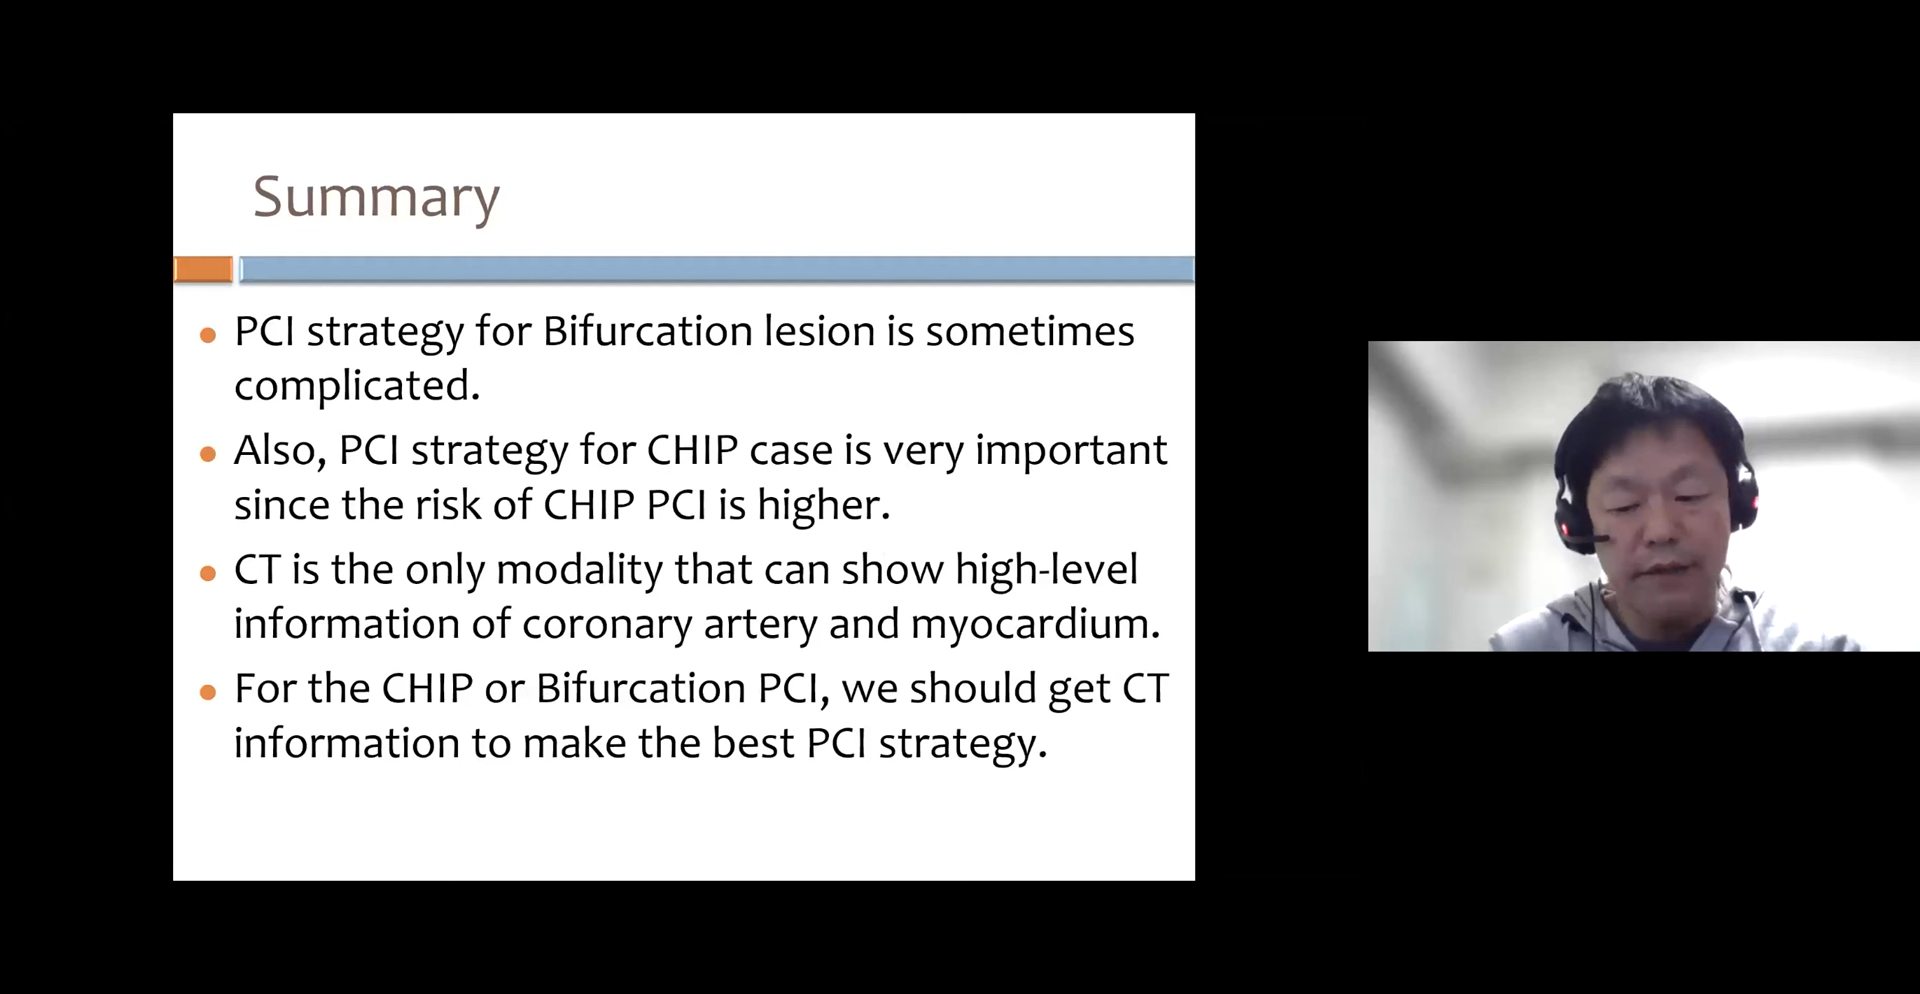 Summary
PCI strategy for Bifurcation lesion is sometimes
complicated.
Also, PCI strategy for CHIP case is very important
since the risk of CHIP PCI is higher.
CT is the only modality that can show high-level
information of coronary artery and myocardium.
For the CHIP or Bifurcation PCI, we should get CT
information to make the best PCI strategy.